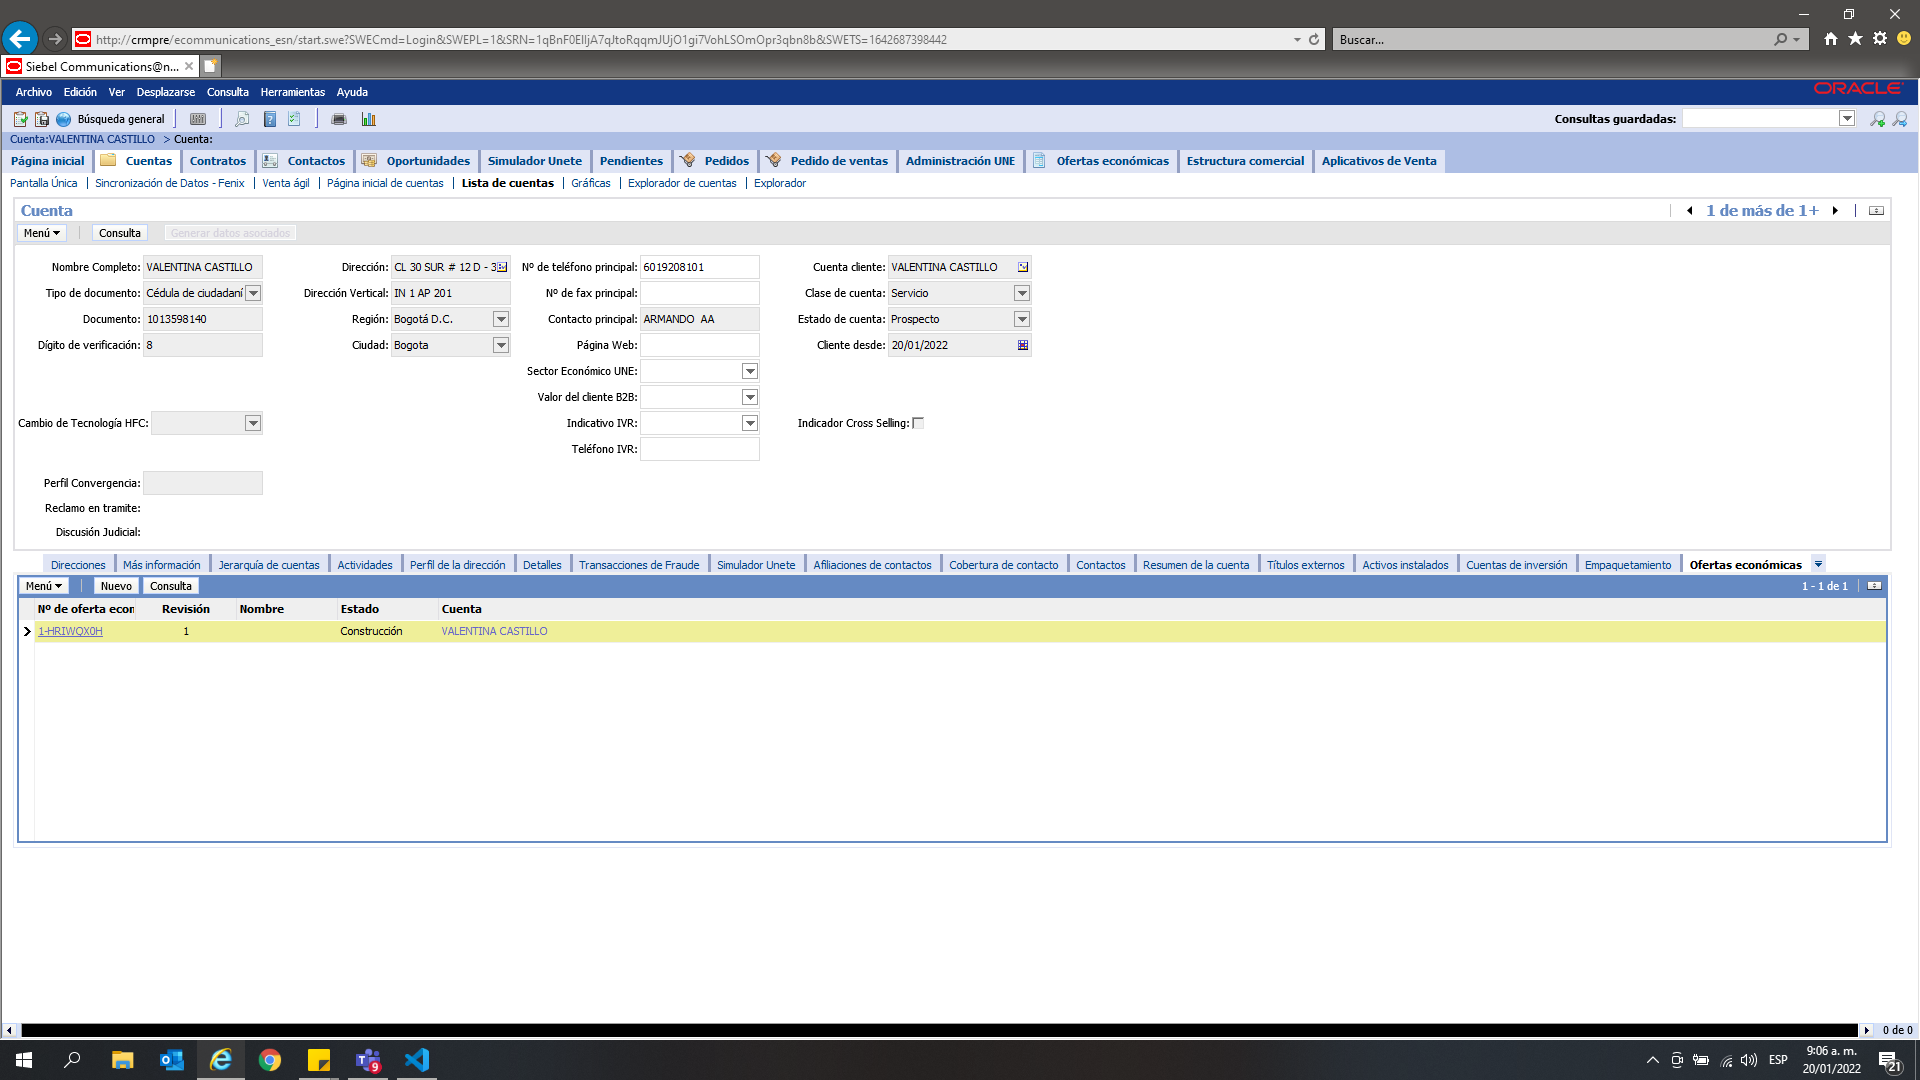 http://crmpre/ecommunications_esn/start.swe?SWECmd=Login&SWEPL=1&SRN=1qBnF0EIIjA7qJtoRqqmJUjO1gi7VohLSOmOpr3qbn8b&SWETS=1642687398442
Buscar...
Siebel Communications@n...
Archivo Edición Ver Desplazarse Consulta Herramientas Ayuda
ORACLE
Búsqueda general
Consultas guardadas:
Cuenta:VALENTINA CASTILLO > Cuenta:
Página inicial Cuentas Contratos Contactos Oportunidades Simulador Unete Pendientes Pedidos Pedido de ventas Administración UNE Ofertas económicas Estructura comercial Aplicativos de Venta
Pantalla Única Sincronización de Datos - Fenix Venta ágil Página inicial de cuentas Lista de cuentas Gráficas Explorador de cuentas Explorador
Cuenta
1 de más de 1+
Menú Consulta Generar datos asociados
Nombre Completo: VALENTINA CASTILLO Dirección: CL 30 SUR # 12 D - 3 Nº de teléfono principal: 6019208101 Cuenta cliente: VALENTINA CASTILLO
Tipo de documento: Cédula de ciudadaní Dirección Vertical: IN 1 AP 201 Nº de fax principal: Clase de cuenta: Servicio
Documento: 1013598140 Región: Bogotá D.C. Contacto principal: ARMANDO AA Estado de cuenta: Prospecto
Dígito de verificación: 8 Ciudad: Bogota Página Web: Cliente desde: 20/01/2022
Sector Económico UNE:
Valor del cliente B2B:
Cambio de Tecnología HFC: Indicativo IVR: Indicador Cross Selling:
Teléfono IVR:
Perfil Convergencia:
Reclamo en tramite:
Discusión Judicial:
Direcciones Más información Jerarquía de cuentas Actividades Perfil de la dirección Detalles Transacciones de Fraude Simulador Unete Afiliaciones de contactos Cobertura de contacto Contactos Resumen de la cuenta Títulos externos Activos instalados Cuentas de inversión Empaquetamiento Ofertas económicas
Menú Nuevo Consulta
1 - 1 de 1
Nº de oferta econ Revisión Nombre Estado Cuenta
1-HRIWQX0H 1 Construcción VALENTINA CASTILLO
0 de 0
9
ESP
9:06 a. m.
20/01/2022
21